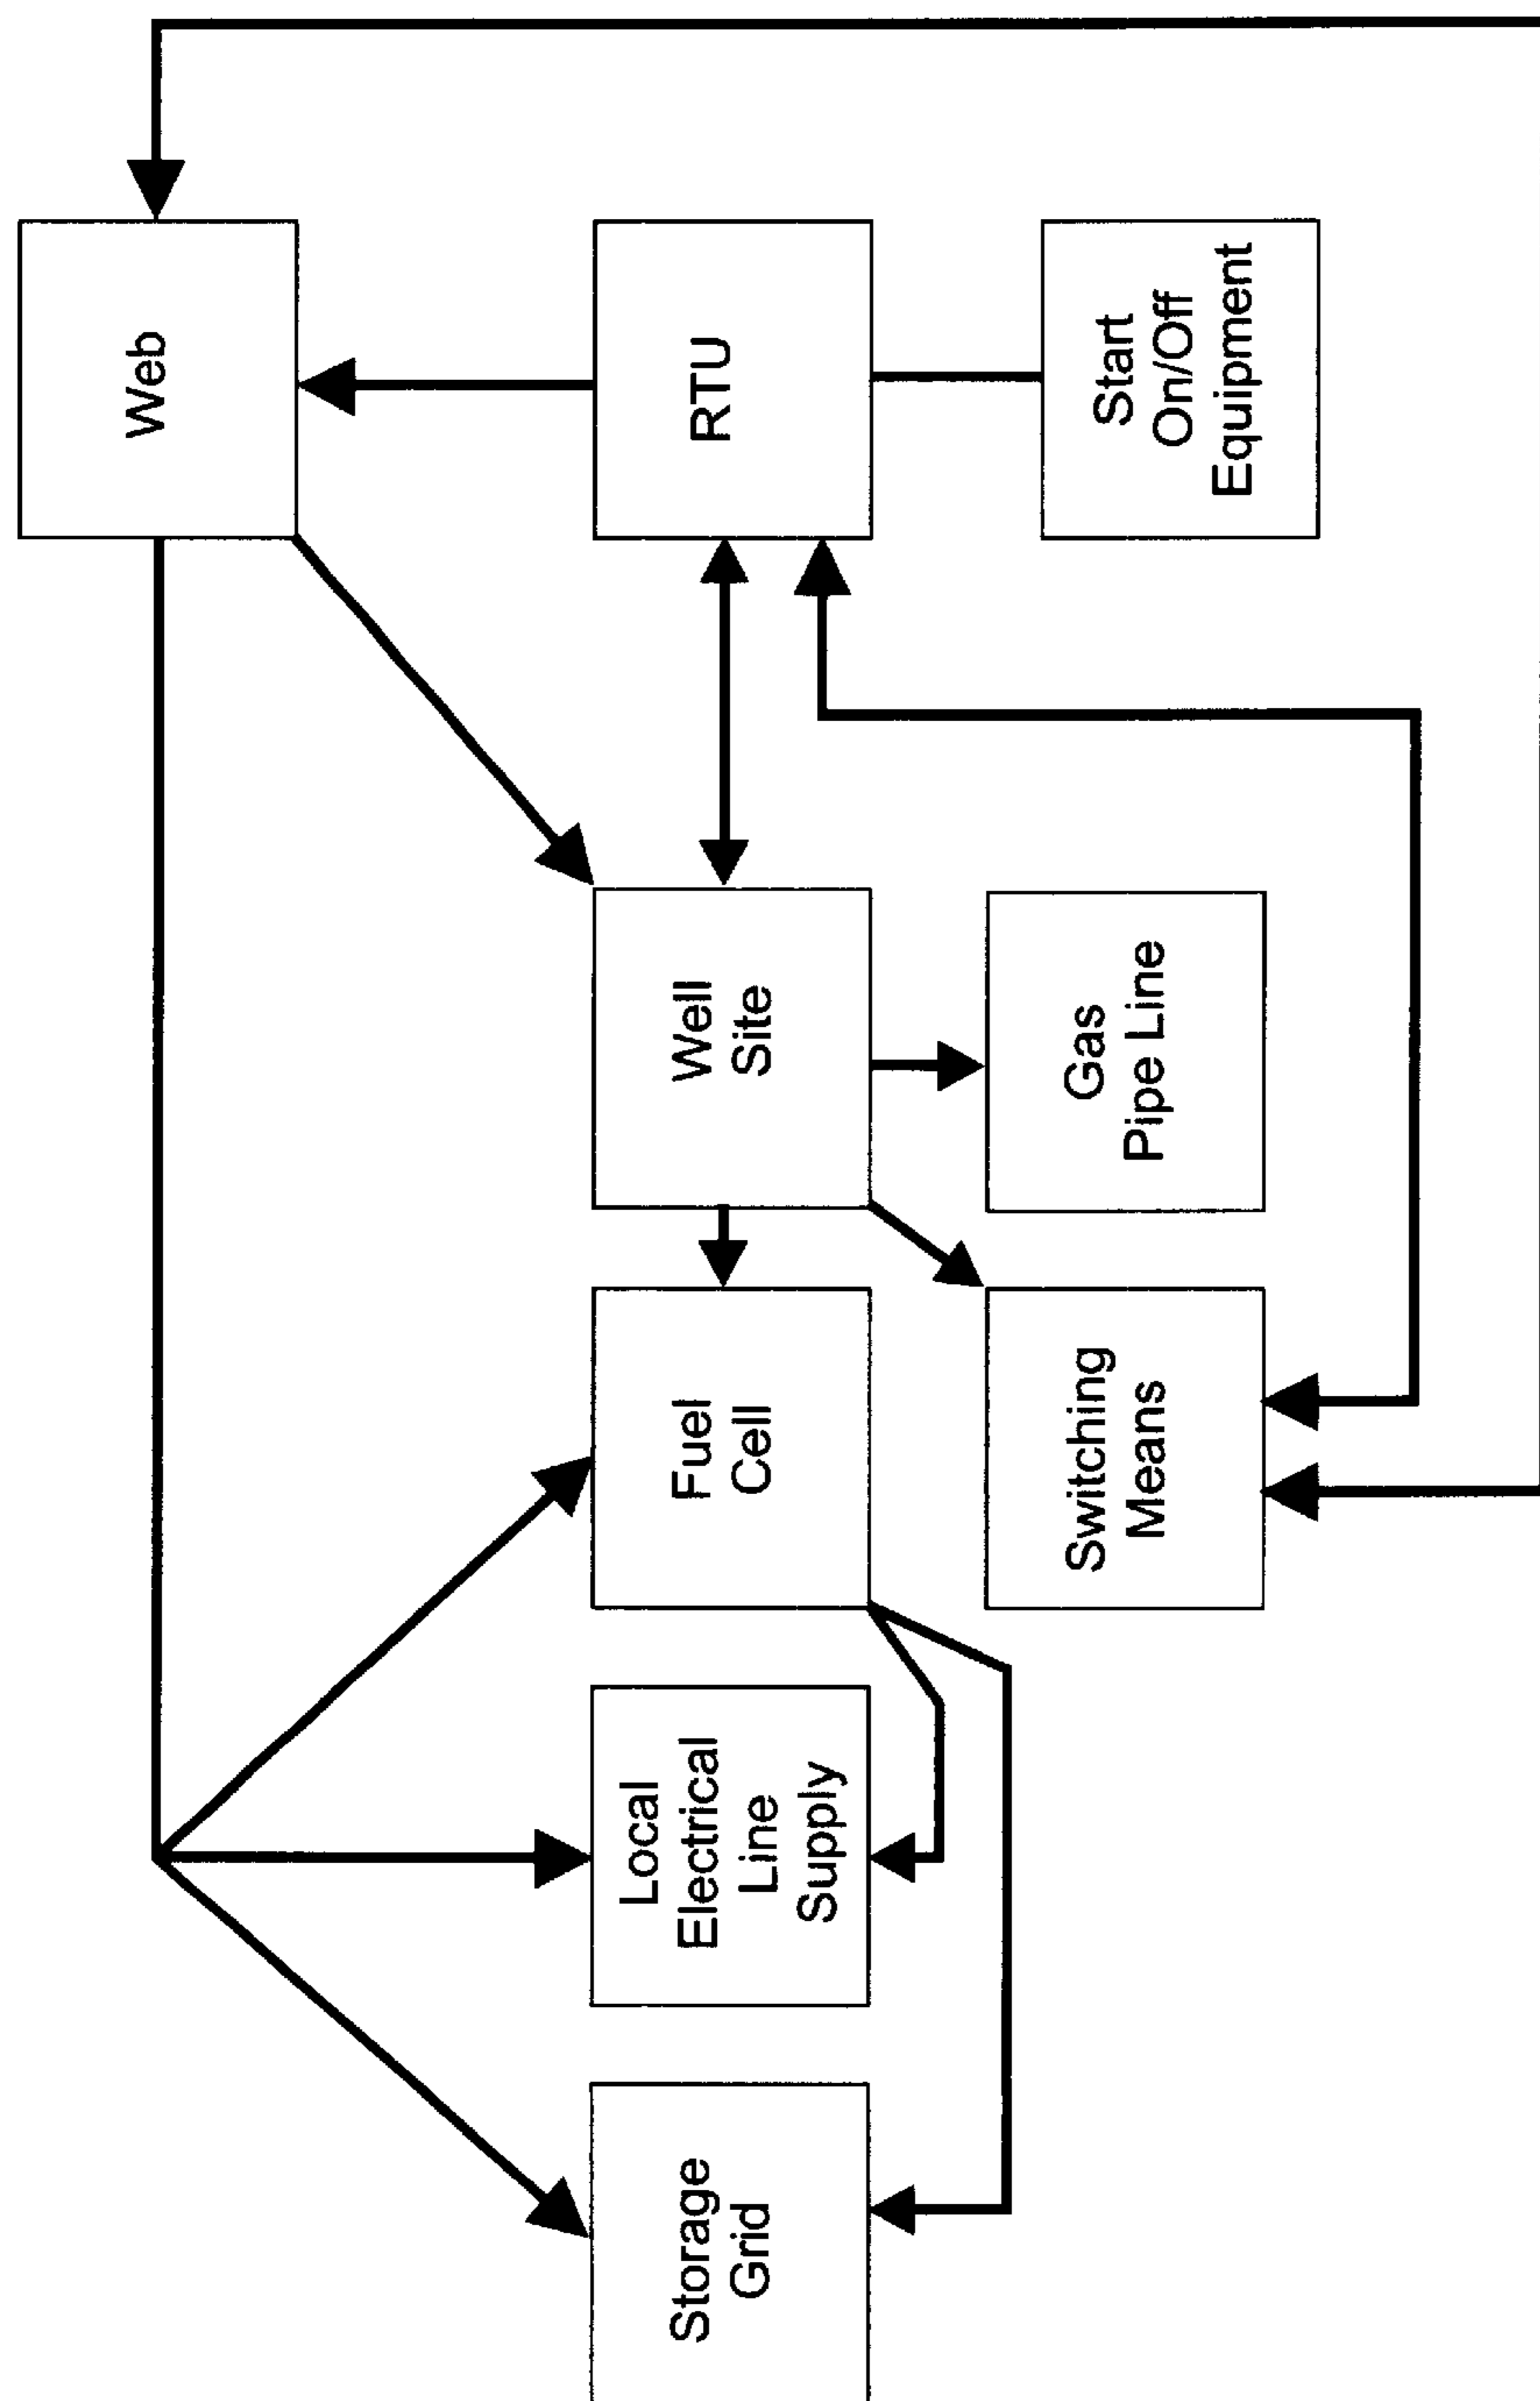 Web
RTU
Start
On/Off
Equipment
Well
Site
Gas
Pipe Line
Fuel
Cell
Switching
Means
Local
Electrical
Line
Supply
Storage
Grid